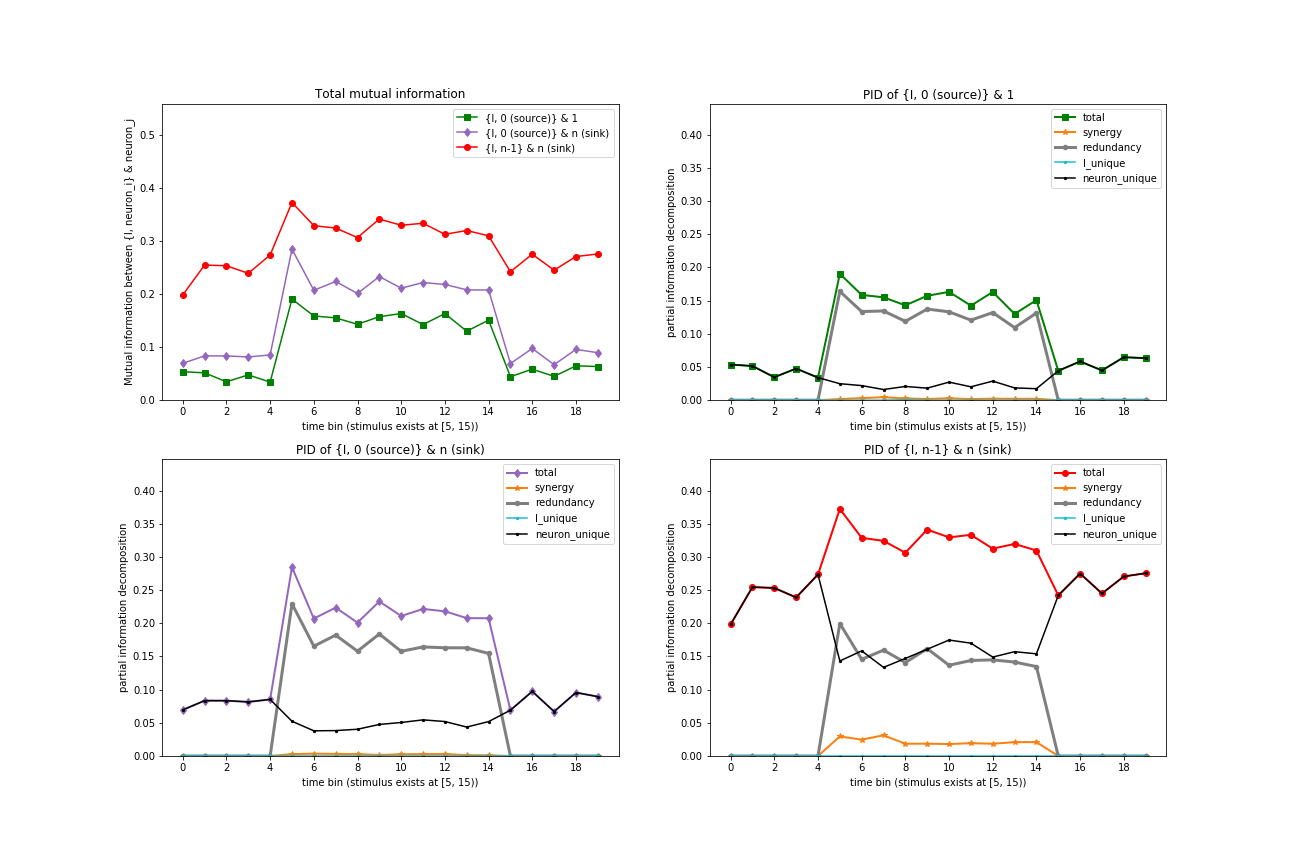 Total mutual information
Mutual information between {I, neuron_i} & neuron_j
0.5
0.4
0.3
0.2
0.1
0.0
{I, 0 (source)} & 1
{I, 0 (source)} & n (sink)
{I, n-1} & n (sink)
0 2 4 6 8 10 12 14 16 18
time bin (stimulus exists at [5, 15))
PID of {I, 0 (source)} & 1
partial information decomposition
0.40
0.35
0.30
0.25
0.20
0.15
0.10
0.05
0.00
total
synergy
redundancy
I_unique
neuron_unique
0 2 4 6 8 10 12 14 16 18
time bin (stimulus exists at [5, 15))
PID of {I, 0 (source)} & n (sink)
partial information decomposition
0.40
0.35
0.30
0.25
0.20
0.15
0.10
0.05
0.00
total
synergy
redundancy
I_unique
neuron_unique
0 2 4 6 8 10 12 14 16 18
time bin (stimulus exists at [5, 15))
PID of {I, n-1} & n (sink)
partial information decomposition
0.40
0.35
0.30
0.25
0.20
0.15
0.10
0.05
0.00
total
synergy
redundancy
I_unique
neuron_unique
0 2 4 6 8 10 12 14 16 18
time bin (stimulus exists at [5, 15))